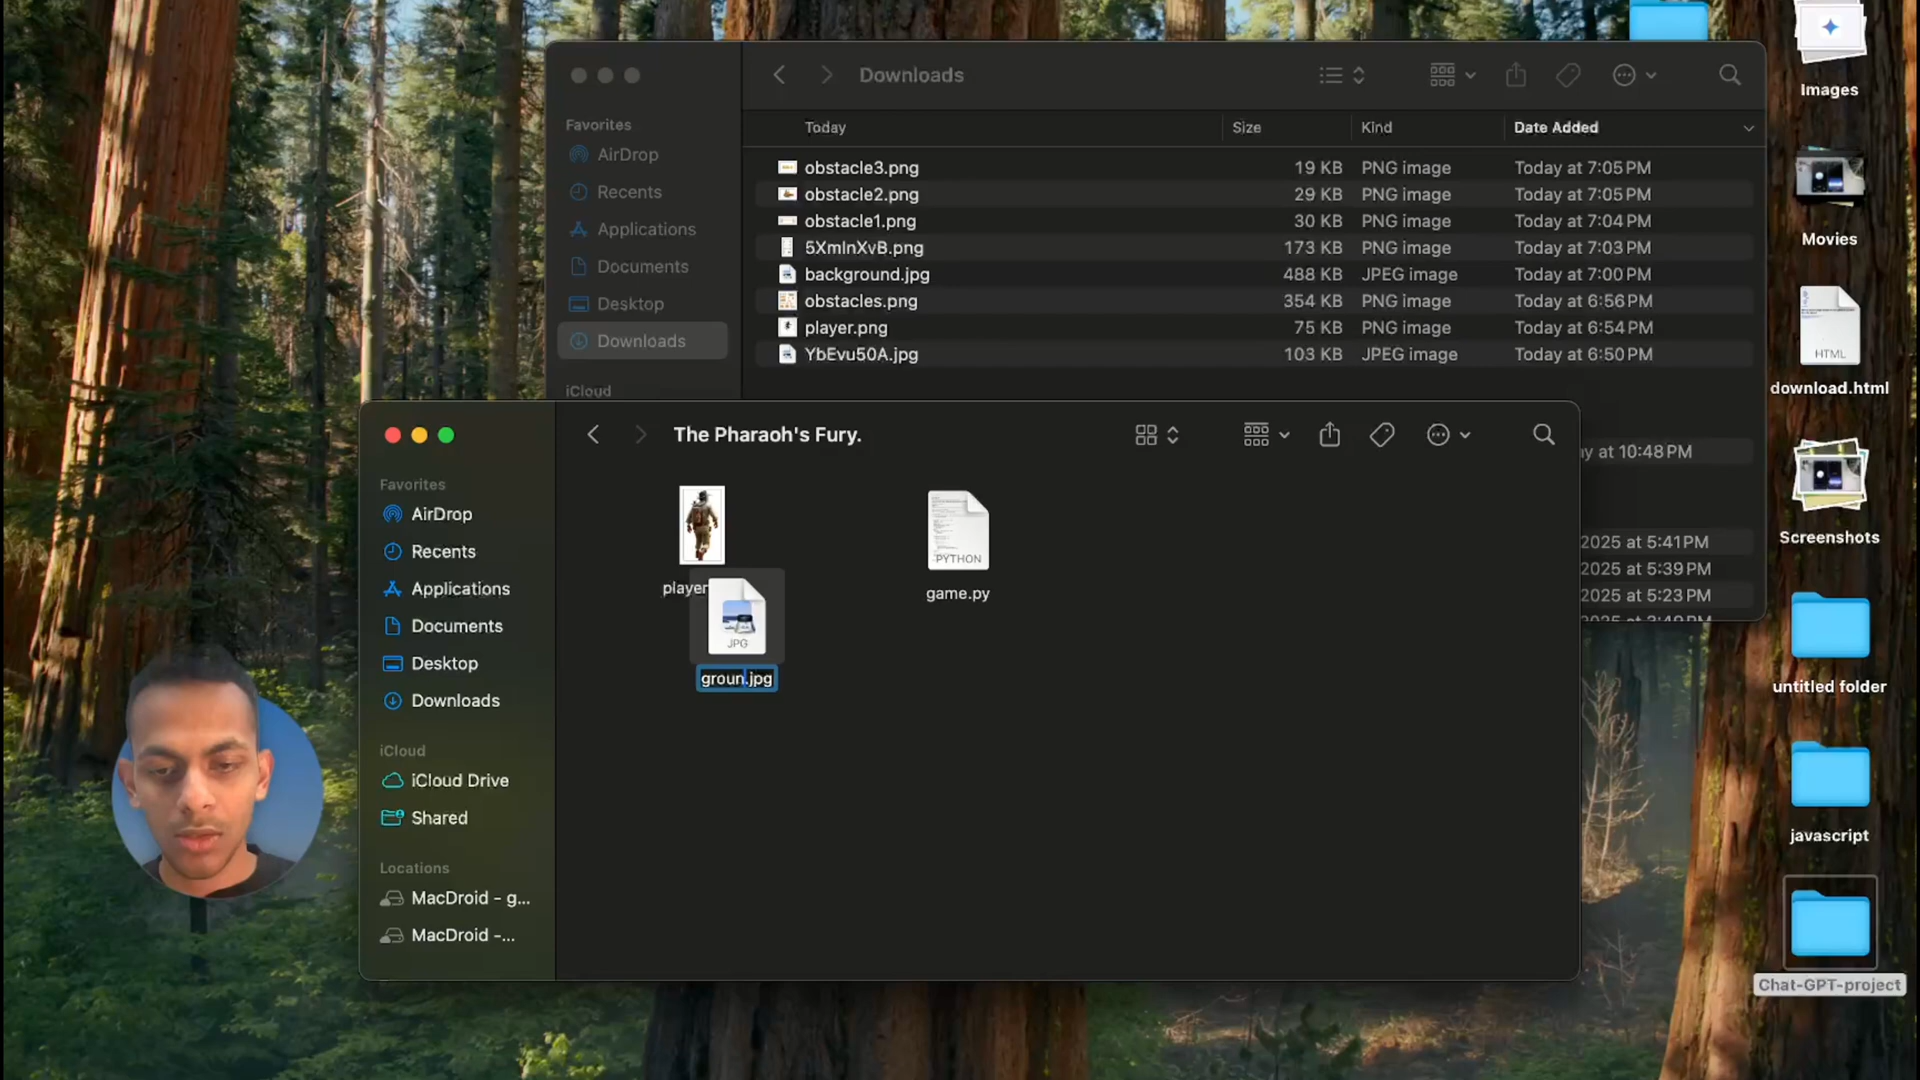 Downloads
Favorites
AirDrop
Recents
Applications
Documents
Desktop
Downloads
iCloud
Today Size Kind Date Added
obstacle3.png 19 KB PNG image Today at 7:05 PM
obstacle2.png 29 KB PNG image Today at 7:05 PM
obstacle1.png 30 KB PNG image Today at 7:04 PM
5XmlnXvB.png 173 KB PNG image Today at 7:03 PM
background.jpg 488 KB JPEG image Today at 7:00 PM
obstacles.png 354 KB PNG image Today at 6:56 PM
player.png 75 KB PNG image Today at 6:54 PM
YbEvu50A.jpg 103 KB JPEG image Today at 6:50 PM
at 10:48 PM
2025 at 5:41 PM
2025 at 5:39 PM
2025 at 5:23 PM
The Pharaoh's Fury.
Favorites
AirDrop
Recents
Applications
Documents
Desktop
Downloads
iCloud
iCloud Drive
Shared
Locations
MacDroid - g...
MacDroid -...
player
PYTHON
game.py
JPG
groun.jpg
Images
Movies
HTML
download.html
Screenshots
untitled folder
javascript
Chat-GPT-project